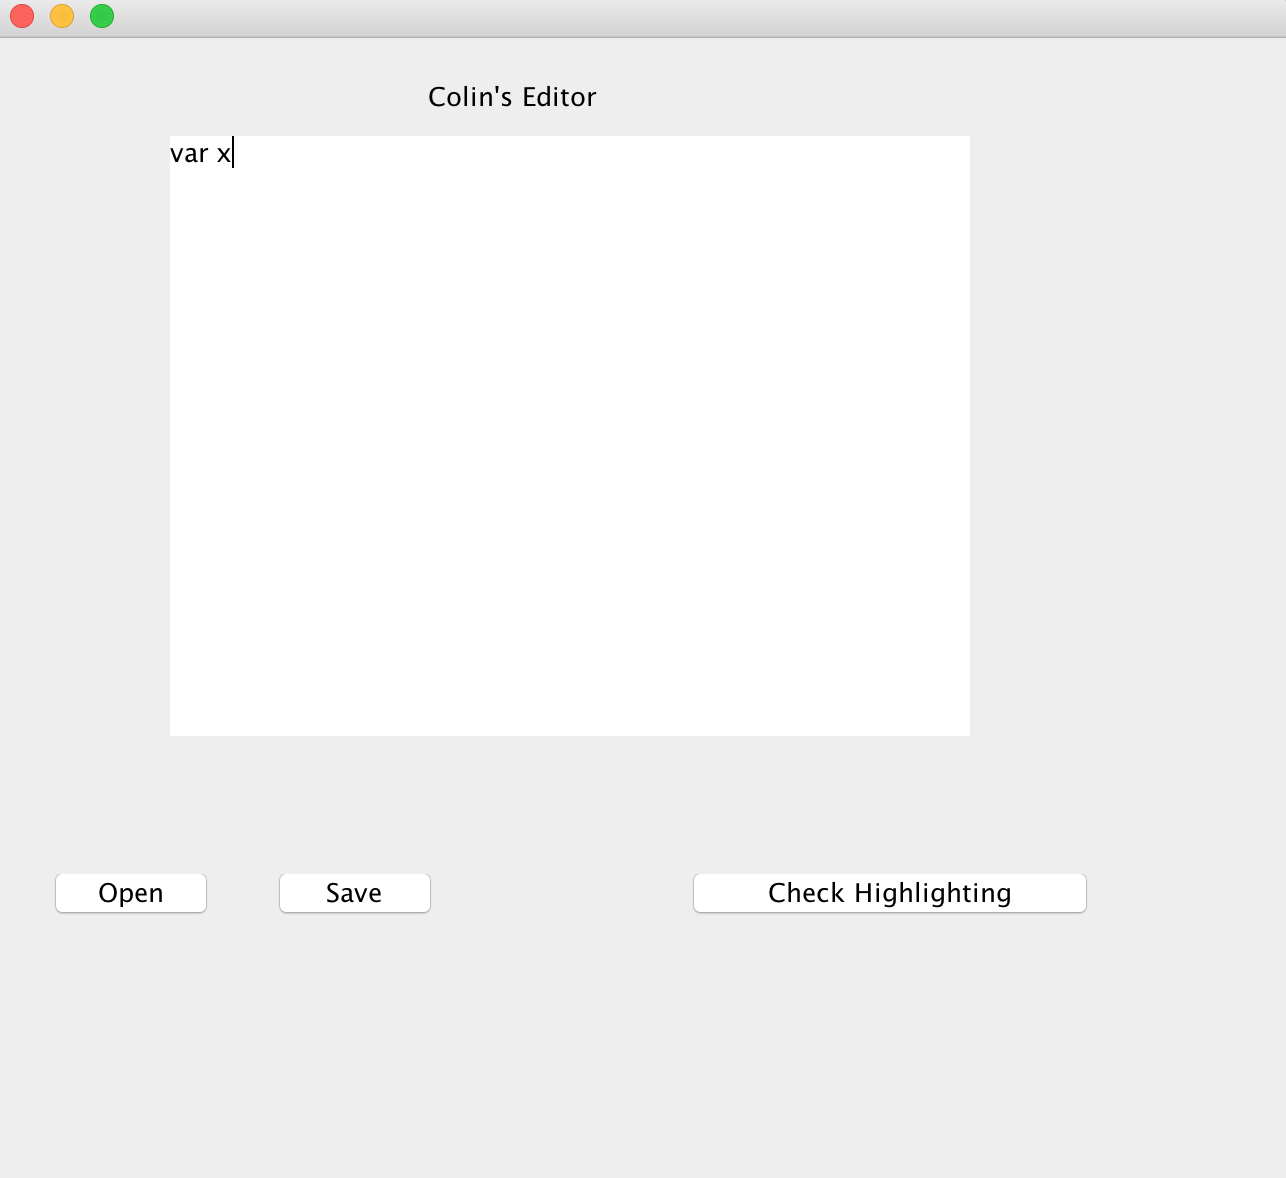 Colin's Editor
var x
Open
Save
Check Highlighting